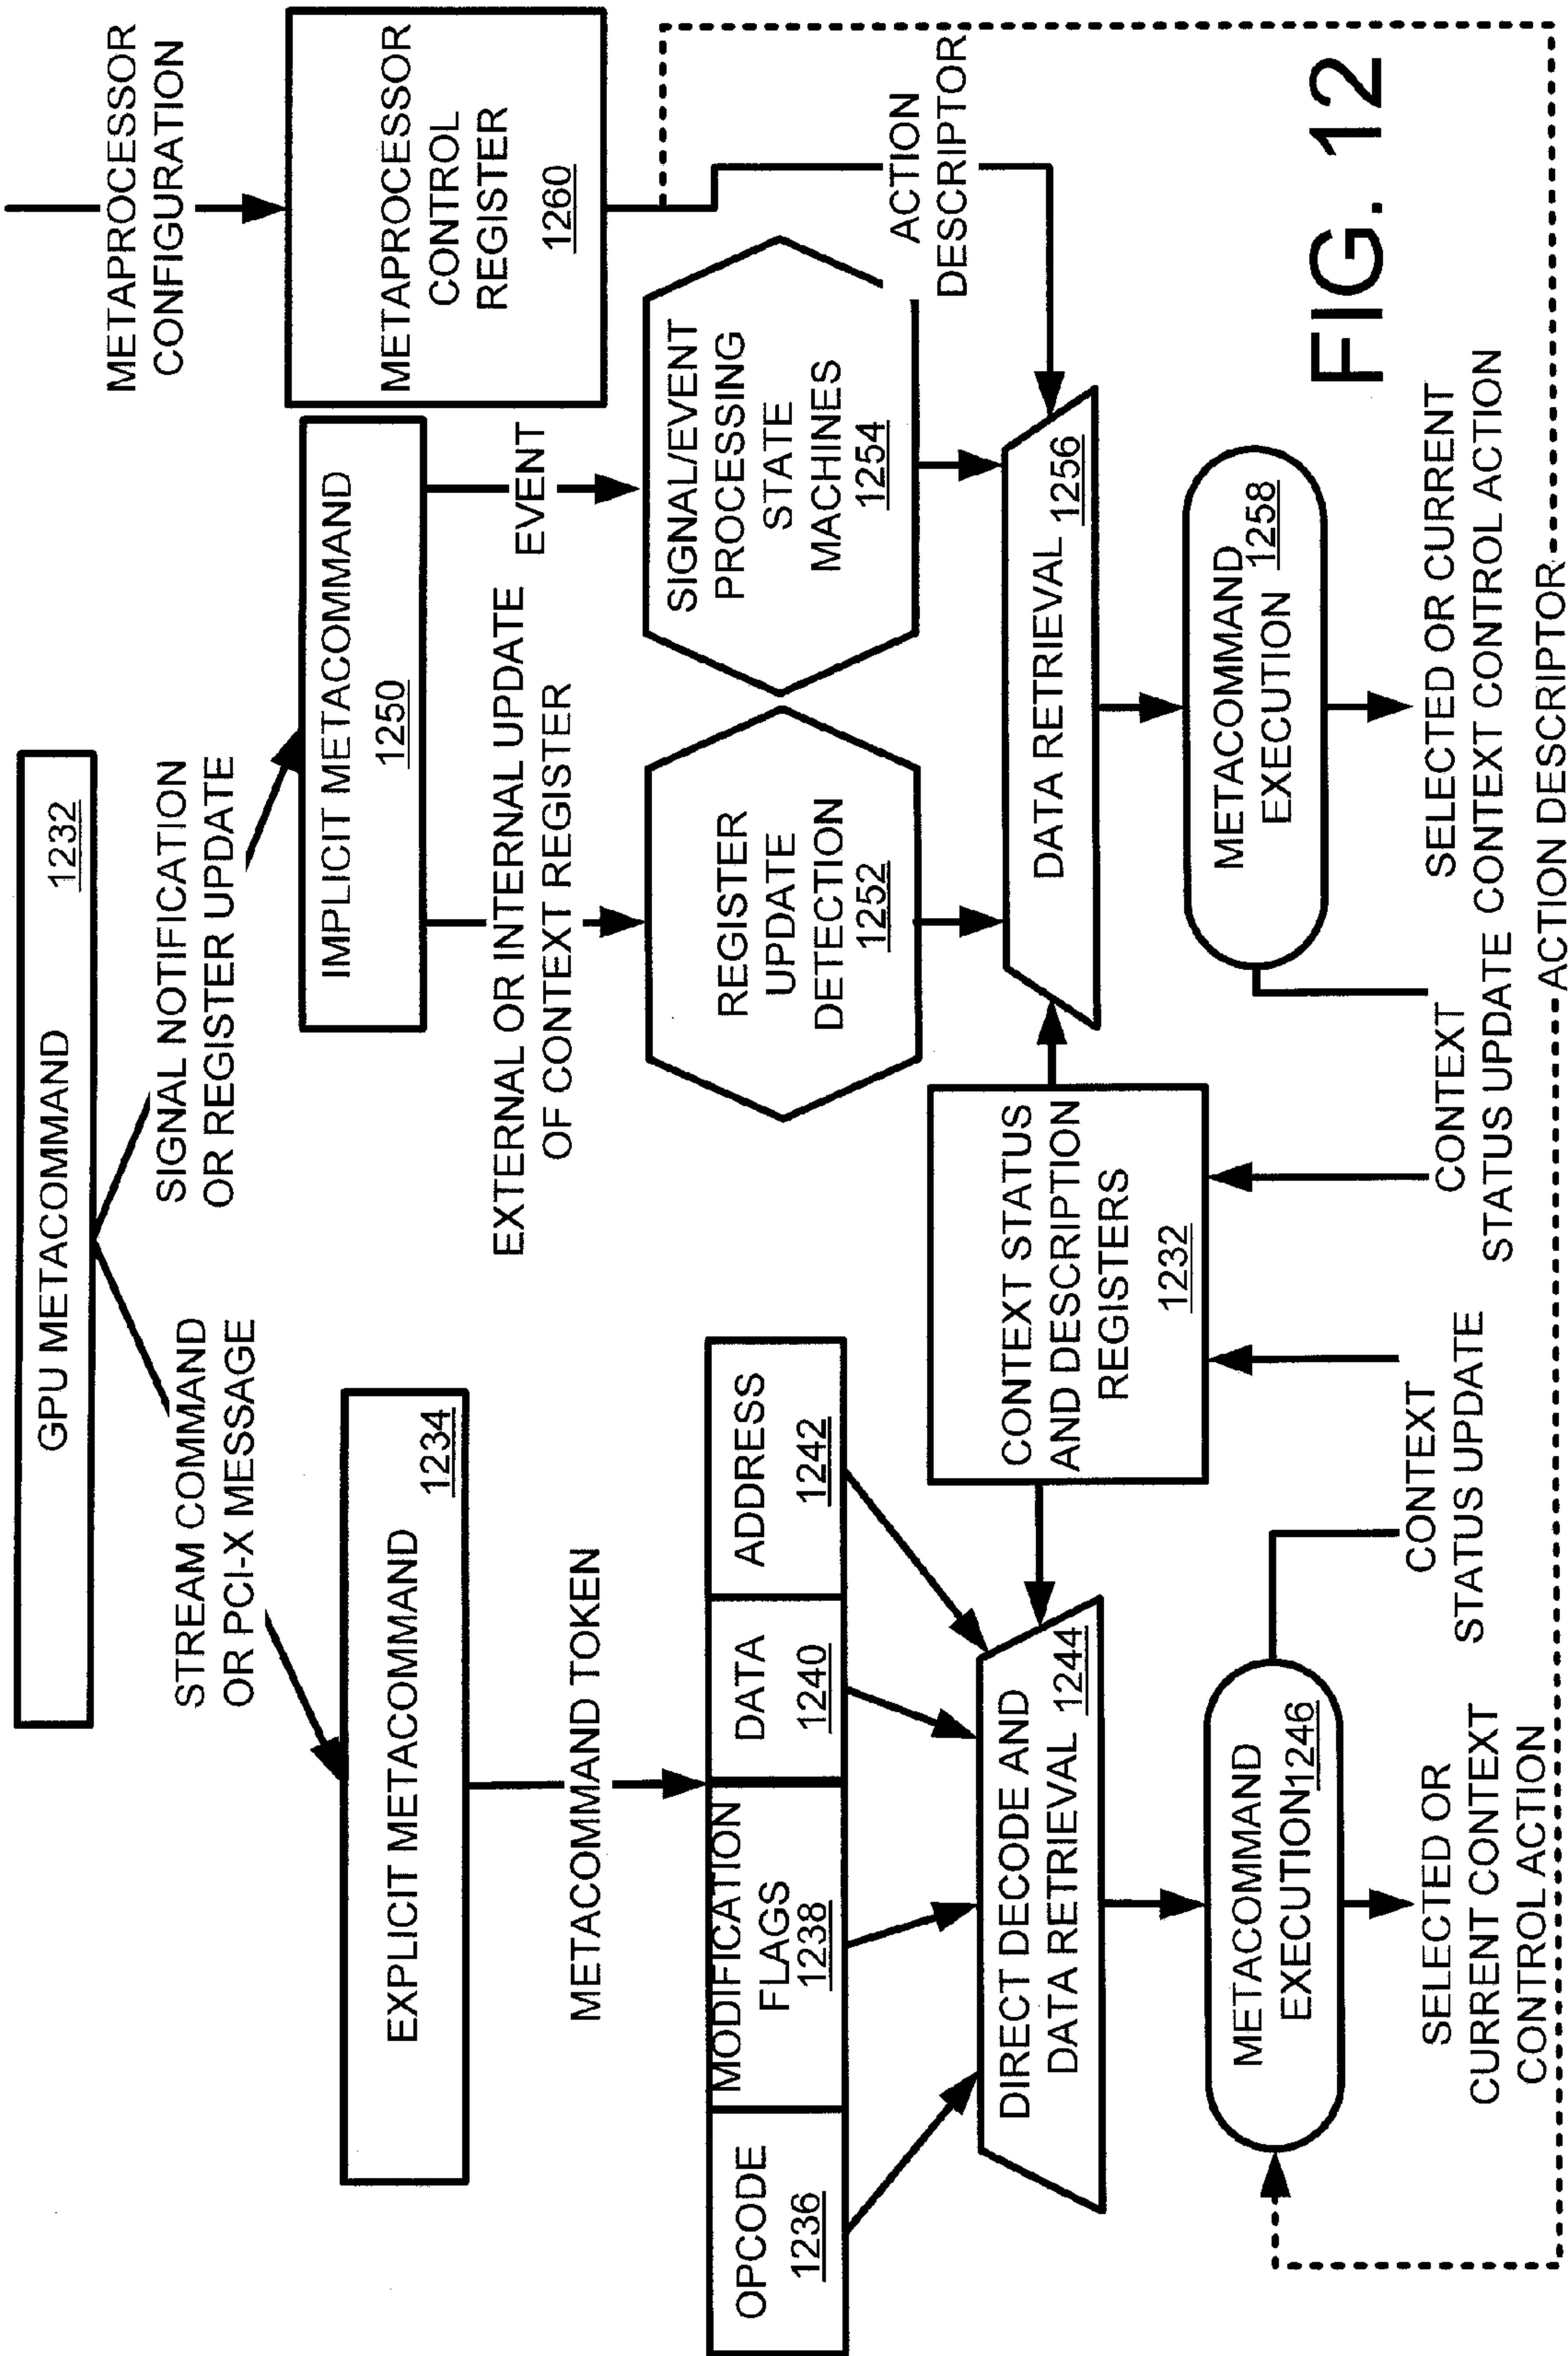 GPU METACOMMAND 1232
STREAM COMMAND
OR PCI-X MESSAGE
SIGNAL NOTIFICATION
OR REGISTER UPDATE
METAPROCESSOR
CONFIGURATION
EXPLICIT METACOMMAND 1234
IMPLICIT METACOMMAND
1250
METAPROCESSOR
CONTROL
REGISTER
1260
METACOMMAND TOKEN
EXTERNAL OR INTERNAL UPDATE
OF CONTEXT REGISTER
EVENT
OPCODE
1236
MODIFICATION
FLAGS
1238
DATA
1240
ADDRESS
1242
REGISTER
UPDATE
DETECTION
1252
SIGNAL/EVENT
PROCESSING
STATE
MACHINES
1254
ACTION
DESCRIPTOR
DIRECT DECODE AND
DATA RETRIEVAL 1244
CONTEXT STATUS
AND DESCRIPTION
REGISTERS
1232
DATA RETRIEVAL 1256
METACOMMAND
EXECUTION 1246
METACOMMAND
EXECUTION 1258
SELECTED OR
CURRENT CONTEXT
CONTROL ACTION
CONTEXT
STATUS UPDATE
CONTEXT
STATUS UPDATE
SELECTED OR CURRENT
CONTEXT CONTROL ACTION
ACTION DESCRIPTOR
FIG. 12